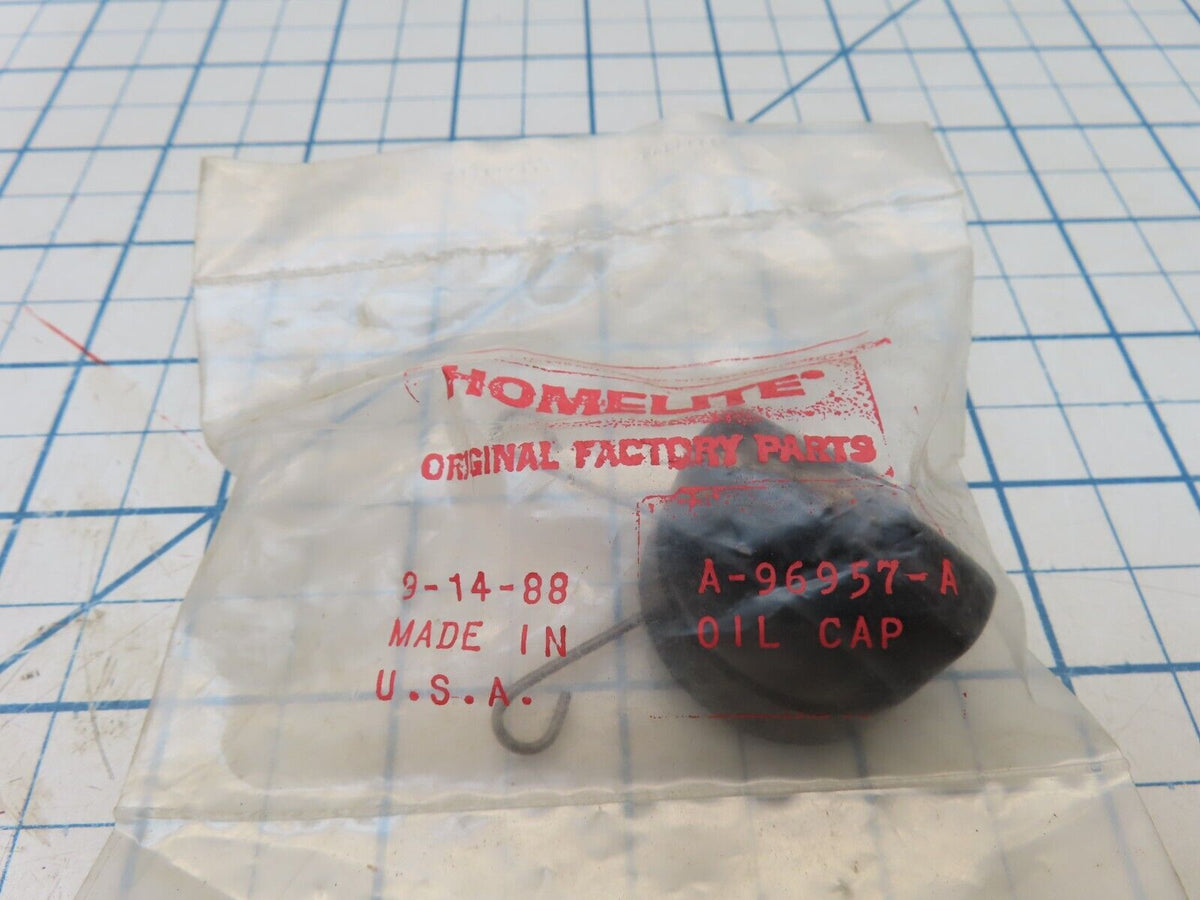 HOMELITE
ORIGINAL FACTORY PARTS
9-14-88
MADE IN
U.S.A.
A-96957-A
OIL CAP